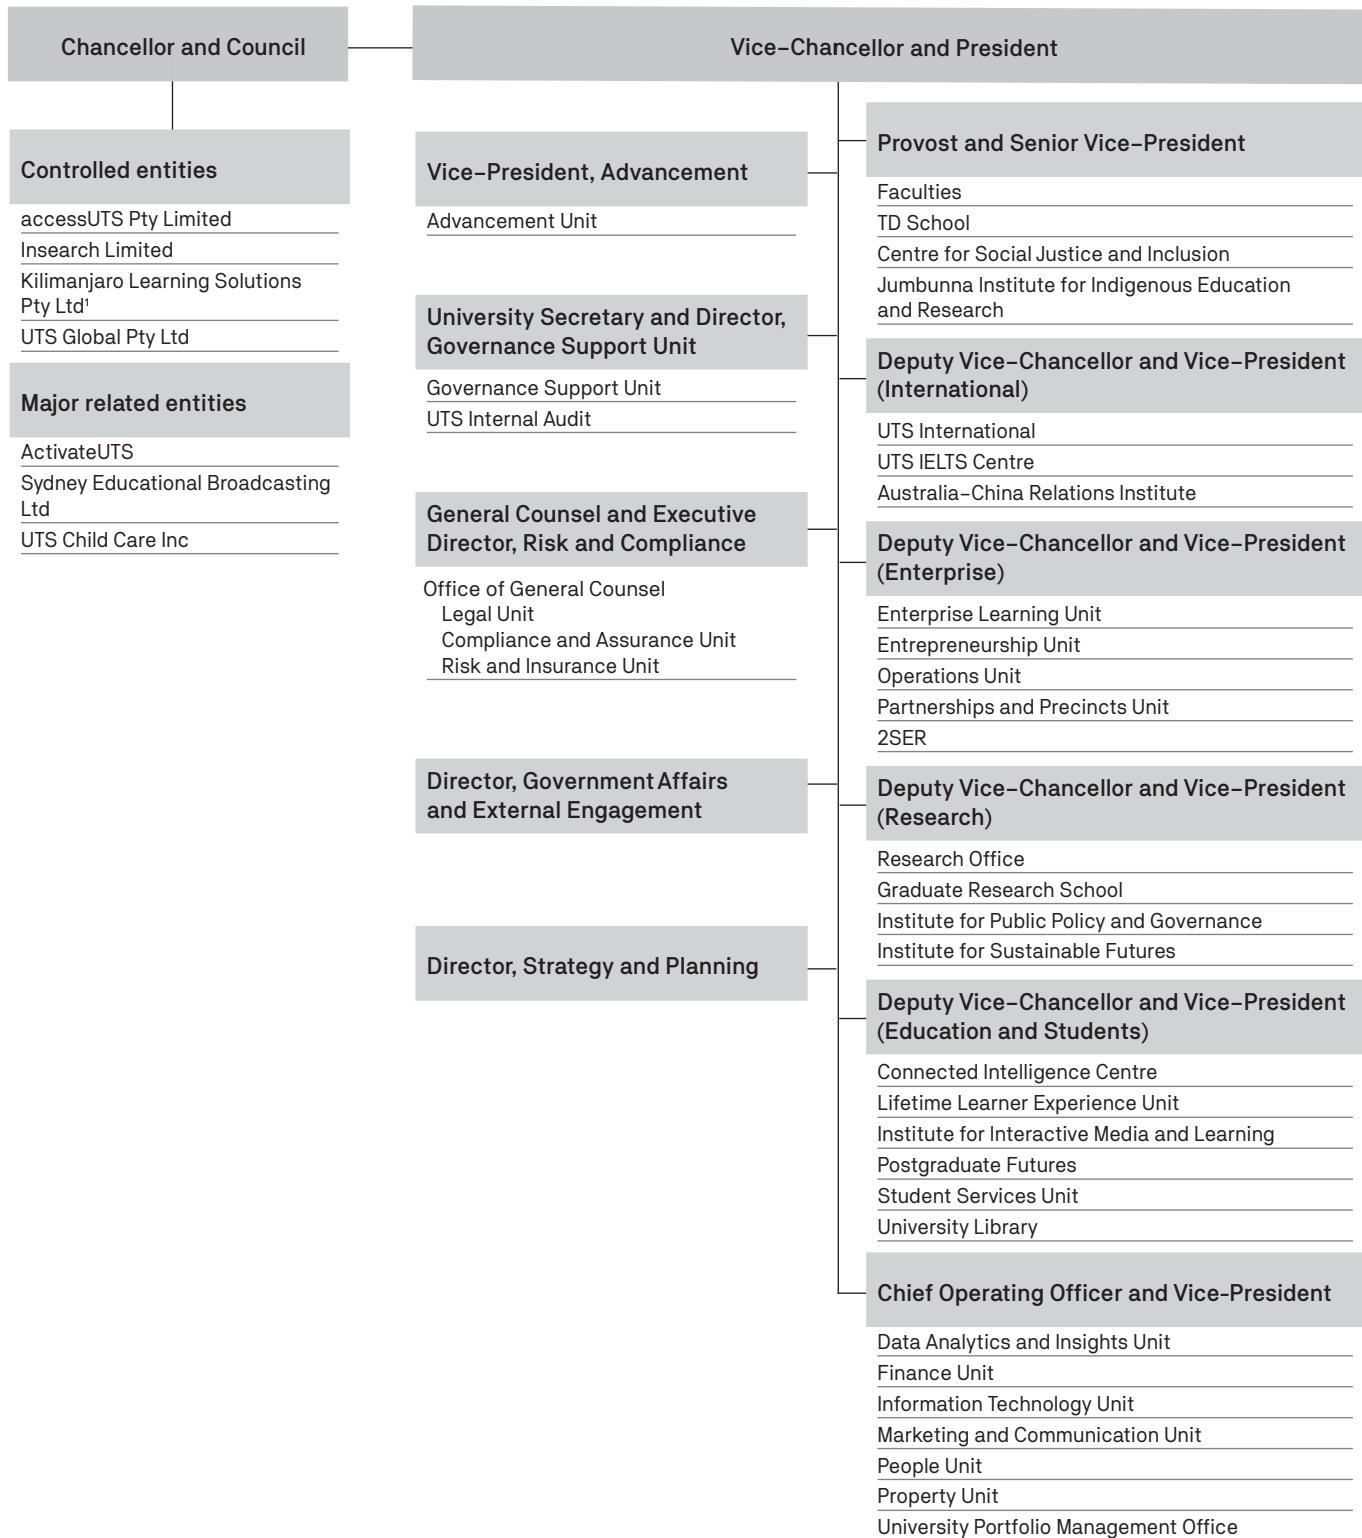 Chancellor and Council
Vice–Chancellor and President
Controlled entities
accessUTS Pty Limited
Insearch Limited
Kilimanjaro Learning Solutions
Pty Ltd¹
UTS Global Pty Ltd
Major related entities
ActivateUTS
Sydney Educational Broadcasting
Ltd
UTS Child Care Inc
Vice–President, Advancement
Advancement Unit
University Secretary and Director,
Governance Support Unit
Governance Support Unit
UTS Internal Audit
General Counsel and Executive
Director, Risk and Compliance
Office of General Counsel
Legal Unit
Compliance and Assurance Unit
Risk and Insurance Unit
Director, Government Affairs
and External Engagement
Director, Strategy and Planning
Provost and Senior Vice–President
Faculties
TD School
Centre for Social Justice and Inclusion
Jumbunna Institute for Indigenous Education
and Research
Deputy Vice–Chancellor and Vice–President
(International)
UTS International
UTS IELTS Centre
Australia–China Relations Institute
Deputy Vice–Chancellor and Vice–President
(Enterprise)
Enterprise Learning Unit
Entrepreneurship Unit
Operations Unit
Partnerships and Precincts Unit
2SER
Deputy Vice–Chancellor and Vice–President
(Research)
Research Office
Graduate Research School
Institute for Public Policy and Governance
Institute for Sustainable Futures
Deputy Vice–Chancellor and Vice–President
(Education and Students)
Connected Intelligence Centre
Lifetime Learner Experience Unit
Institute for Interactive Media and Learning
Postgraduate Futures
Student Services Unit
University Library
Chief Operating Officer and Vice-President
Data Analytics and Insights Unit
Finance Unit
Information Technology Unit
Marketing and Communication Unit
People Unit
Property Unit
University Portfolio Management Office